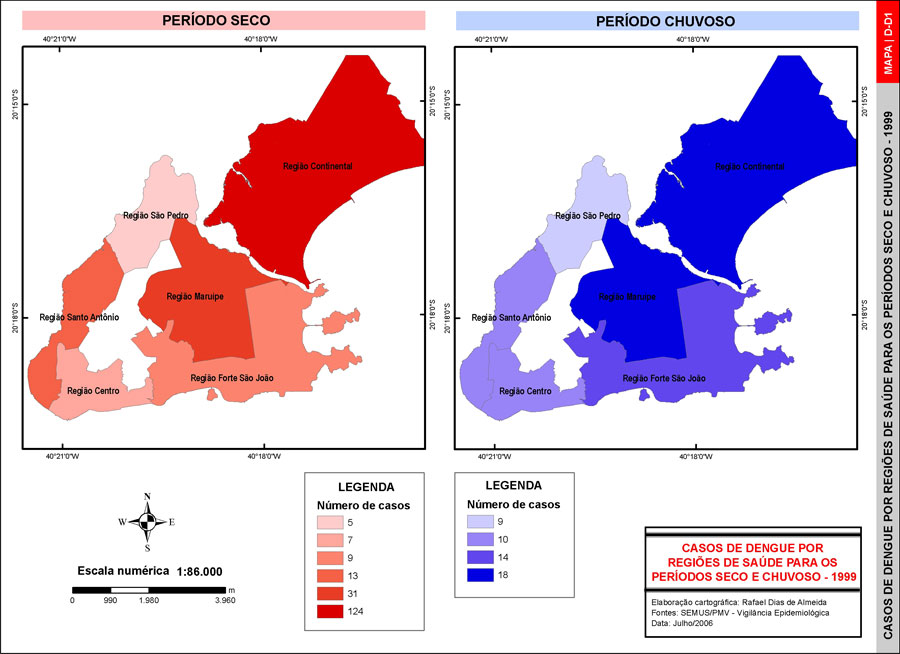 PERÍODO SECO
40°21'0"W
40°18'0"W
20°15'0"S
20°15'0"S
20°18'0"S
20°18'0"S
Região Continental
Região São Pedro
Região Maruípe
Região Santo Antônio
Região Forte São João
Região Centro
40°21'0"W
40°18'0"W
PERÍODO CHUVOSO
40°21'0"W
40°18'0"W
20°15'0"S
20°18'0"S
Região Continental
Região São Pedro
Região Maruípe
Região Santo Antônio
Região Forte São João
Região Centro
40°21'0"W
40°18'0"W
N
W
E
S
Escala numérica 1:86.000
0 990 1.980 3.960 m
LEGENDA
Número de casos
5
7
9
13
31
124
LEGENDA
Número de casos
9
10
14
18
CASOS DE DENGUE POR
REGIÕES DE SAÚDE PARA OS
PERÍODOS SECO E CHUVOSO - 1999
Elaboração cartográfica: Rafael Dias de Almeida
Fontes: SEMUS/PMV - Vigilância Epidemiológica
Data: Julho/2006
MAPA | D-D1
CASOS DE DENGUE POR REGIÕES DE SAÚDE PARA OS PERÍODOS SECO E CHUVOSO - 1999